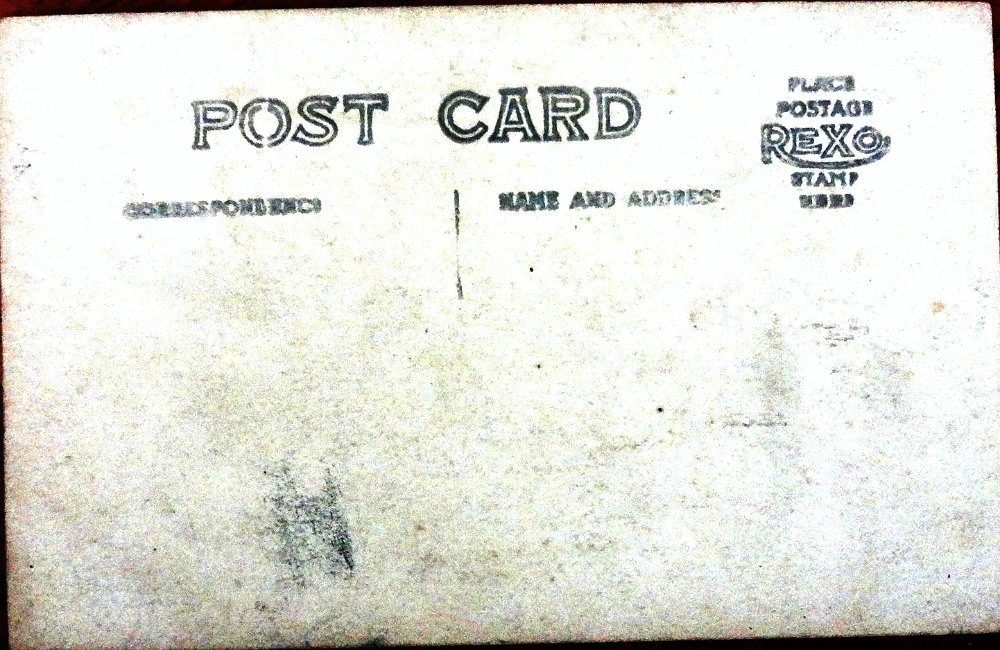 POST CARD
PLACE
POSTAGE
REXO
STAMP
HERE
CORRESPONDENCE
NAME AND ADDRESS